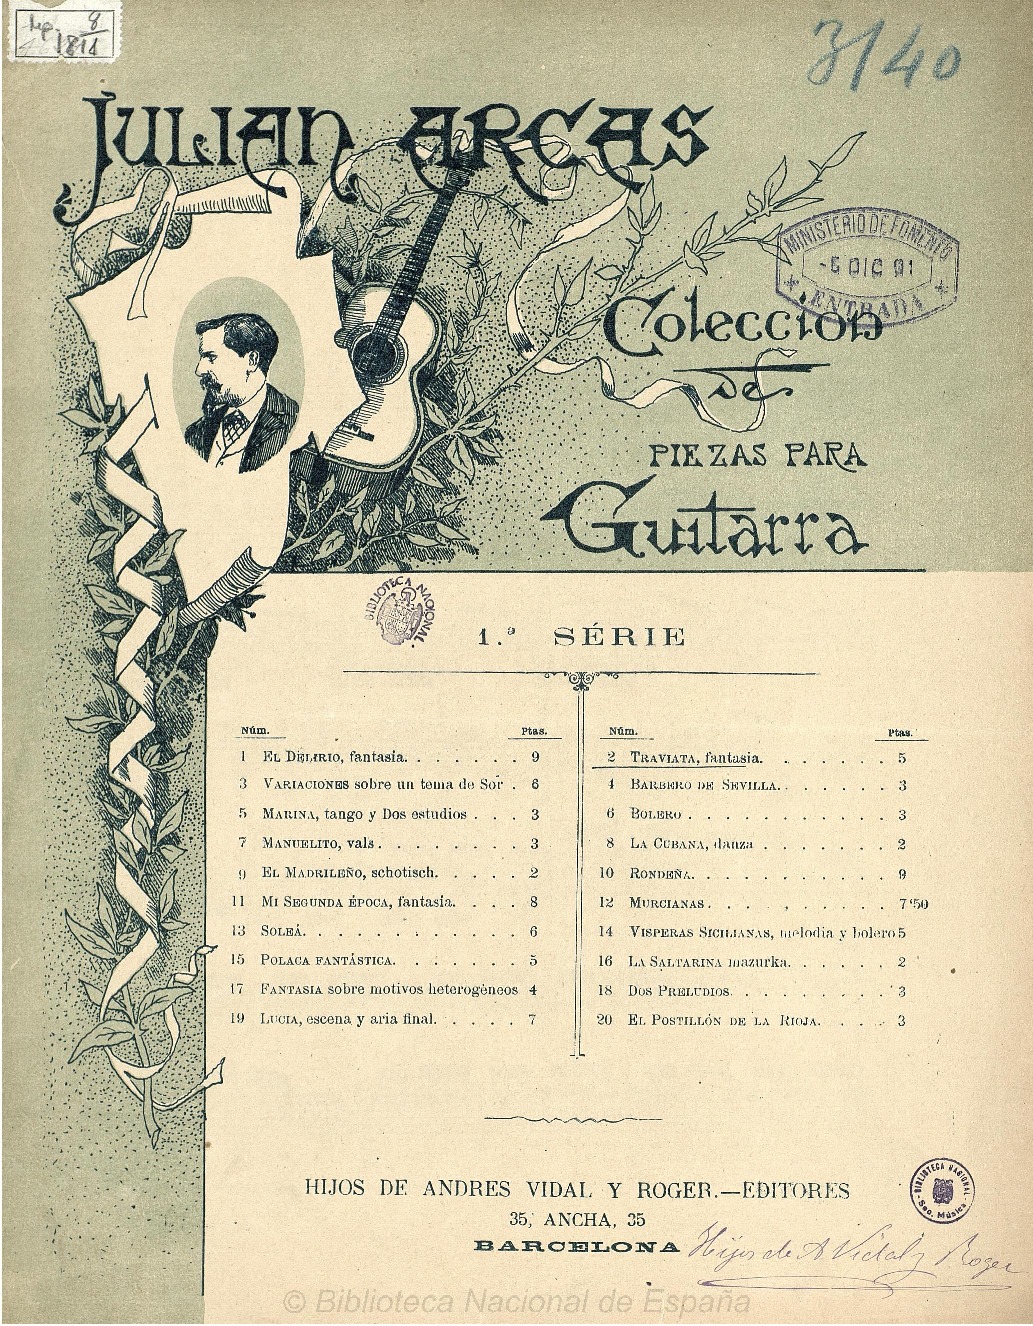 Mp. 8
1814
3140
JULIAN ARCAS
MINISTERIO DE FOMENTO
-5 DIC 91
* ENTRADA *
Coleccion
de
PIEZAS PARA
Guitarra
BIBLIOTECA NACIONAL
1.ª SÉRIE
Núm. Ptas.
1 EL DELIRIO, fantasia. . . . . . . 9
3 VARIACIONES sobre un tema de Sor . 6
5 MARINA, tango y Dos estudios . . . 3
7 MANUELITO, vals . . . . . . . . 3
9 EL MADRILEÑO, schotisch. . . . . 2
11 MI SEGUNDA ÉPOCA, fantasia. . . . 8
13 SOLEÁ. . . . . . . . . . . . 6
15 POLACA FANTÁSTICA. . . . . . . 5
17 FANTASIA sobre motivos heterogéneos 4
19 LUCIA, escena y aria final. . . . . 7
Núm. Ptas.
2 TRAVIATA, fantasia. . . . . . . 5
4 BARBERO DE SEVILLA. . . . . . . 3
6 BOLERO . . . . . . . . . . . 3
8 LA CUBANA, danza . . . . . . . 2
10 RONDEÑA. . . . . . . . . . . 9
12 MURCIANAS . . . . . . . . . 7'50
14 VISPERAS SICILIANAS, melodia y bolero 5
16 LA SALTARINA mazurka. . . . . . 2
18 DOS PRELUDIOS. . . . . . . . . 3
20 EL POSTILLÓN DE LA RIOJA. . . . . 3
HIJOS DE ANDRES VIDAL Y ROGER.—EDITORES
35, ANCHA, 35
BARCELONA
BIBLIOTECA NACIONAL
Sec. Música
Hijos de A Vidal y Roger
© Biblioteca Nacional de España